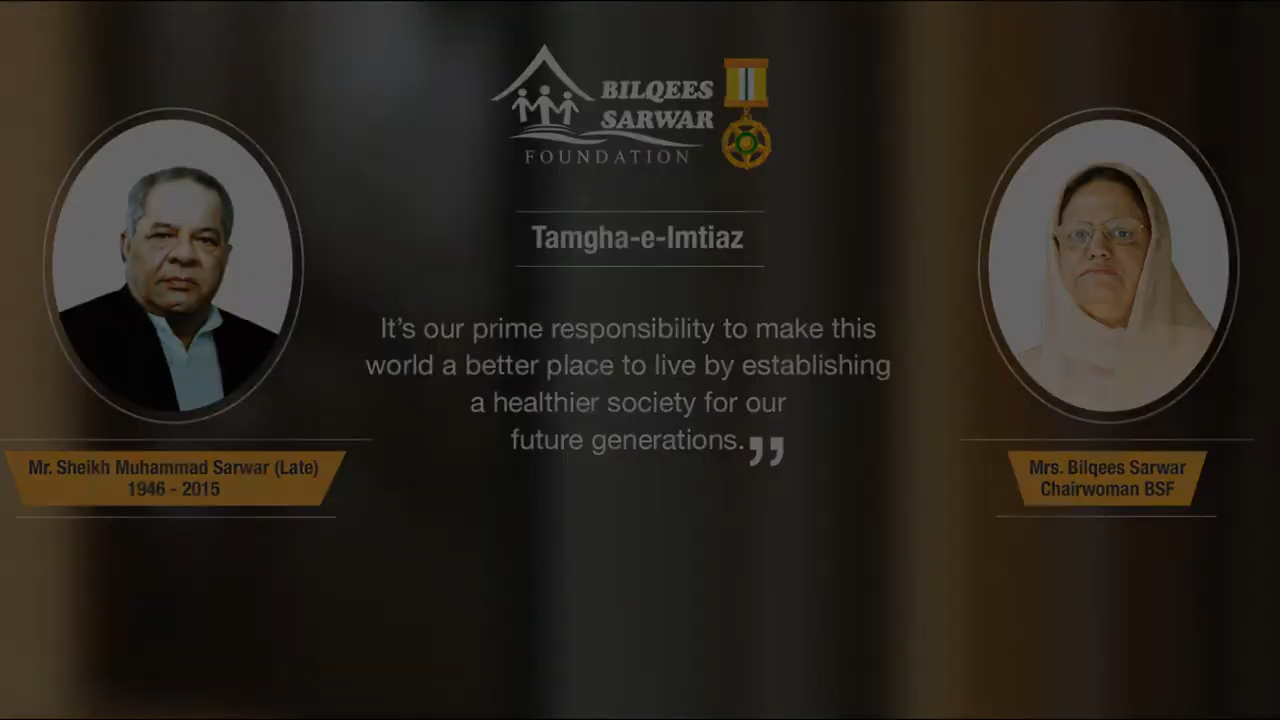 BILQEES
SARWAR
FOUNDATION
Tamgha-e-Imtiaz
It’s our prime responsibility to make this
world a better place to live by establishing
a healthier society for our
future generations.”
Mr. Sheikh Muhammad Sarwar (Late)
1946 - 2015
Mrs. Bilqees Sarwar
Chairwoman BSF